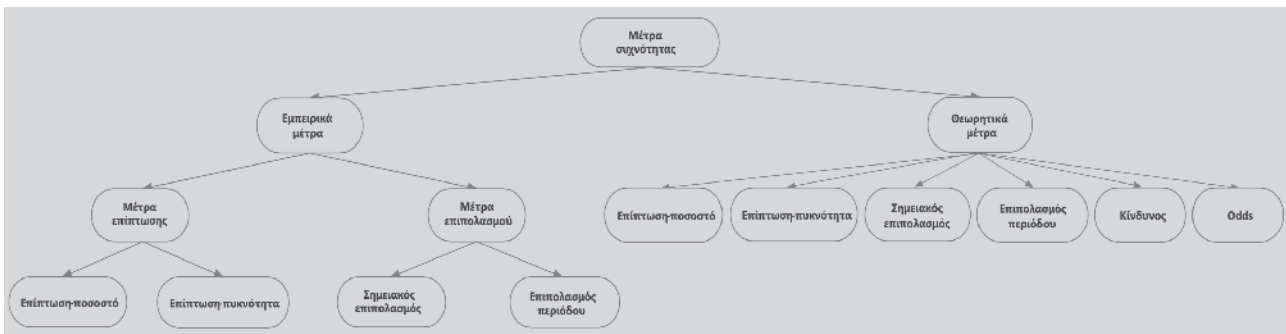 Μέτρα
συχνότητας
Εμπειρικά
μέτρα
Θεωρητικά
μέτρα
Μέτρα
επίπτωσης
Μέτρα
επιπολασμού
Επίπτωση-ποσοστό
Επίπτωση-πυκνότητα
Σημειακός
επιπολασμός
Επιπολασμός
περιόδου
Κίνδυνος
Odds
Επίπτωση-ποσοστό
Επίπτωση-πυκνότητα
Σημειακός
επιπολασμός
Επιπολασμός
περιόδου